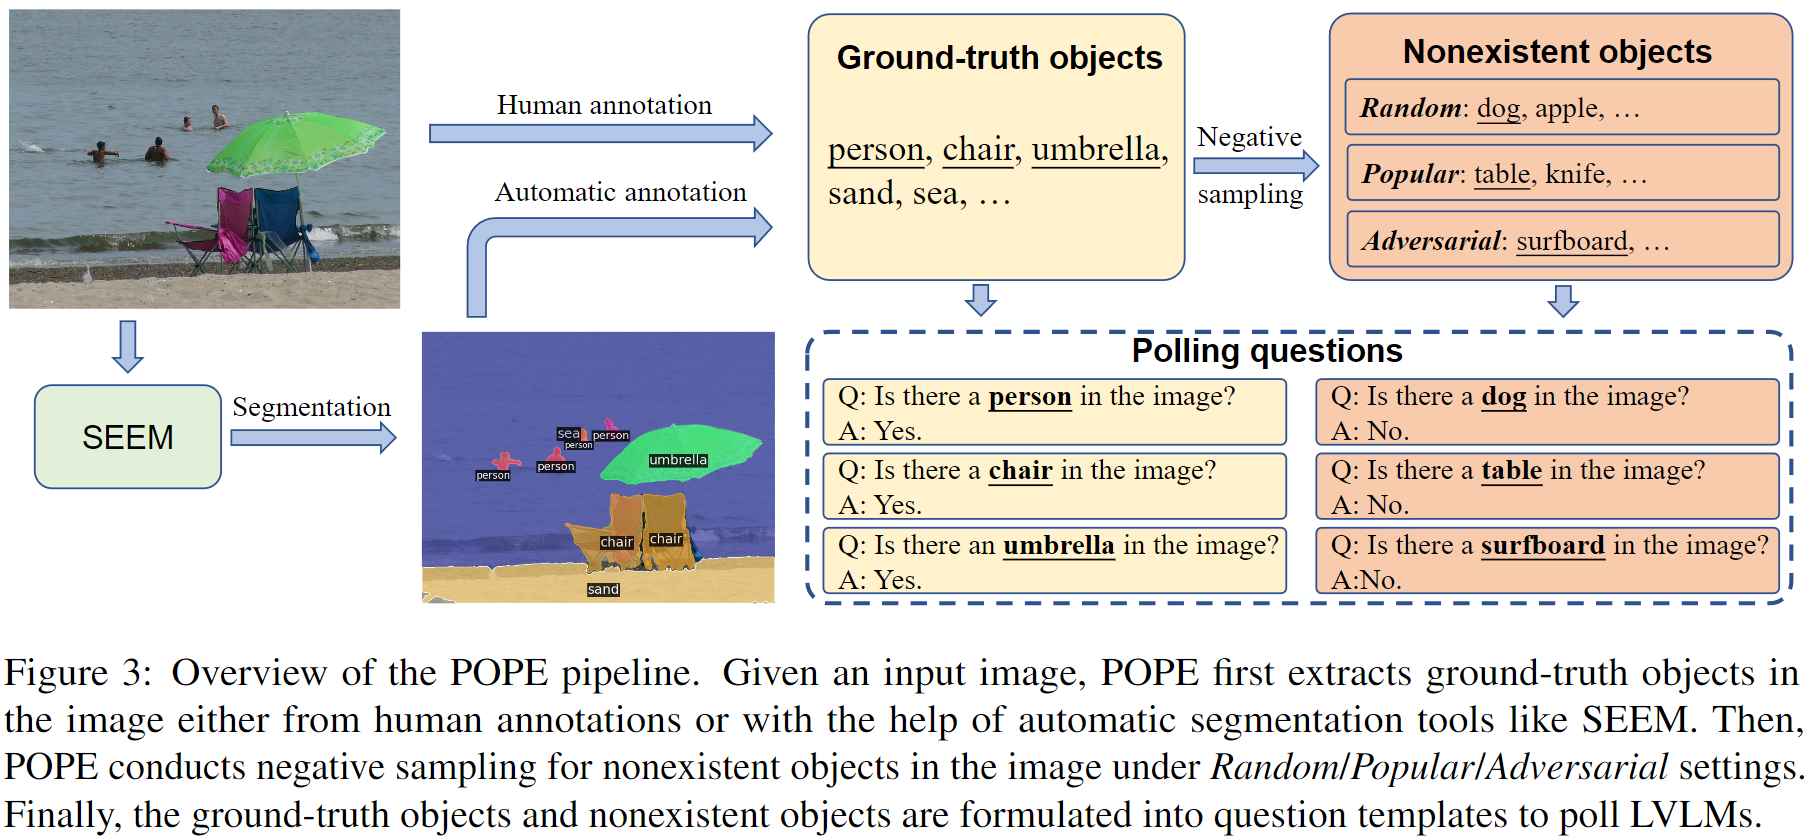 Human annotation
Automatic annotation
SEEM
Segmentation
sea
person
person
person
person
umbrella
chair
chair
sand
Ground-truth objects
person, chair, umbrella,
sand, sea, …
Negative
sampling
Nonexistent objects
Random: dog, apple, …
Popular: table, knife, …
Adversarial: surfboard, …
Polling questions
Q: Is there a person in the image?
A: Yes.
Q: Is there a chair in the image?
A: Yes.
Q: Is there an umbrella in the image?
A: Yes.
Q: Is there a dog in the image?
A: No.
Q: Is there a table in the image?
A: No.
Q: Is there a surfboard in the image?
A:No.
Figure 3: Overview of the POPE pipeline. Given an input image, POPE first extracts ground-truth objects in
the image either from human annotations or with the help of automatic segmentation tools like SEEM. Then,
POPE conducts negative sampling for nonexistent objects in the image under Random/Popular/Adversarial settings.
Finally, the ground-truth objects and nonexistent objects are formulated into question templates to poll LVLMs.